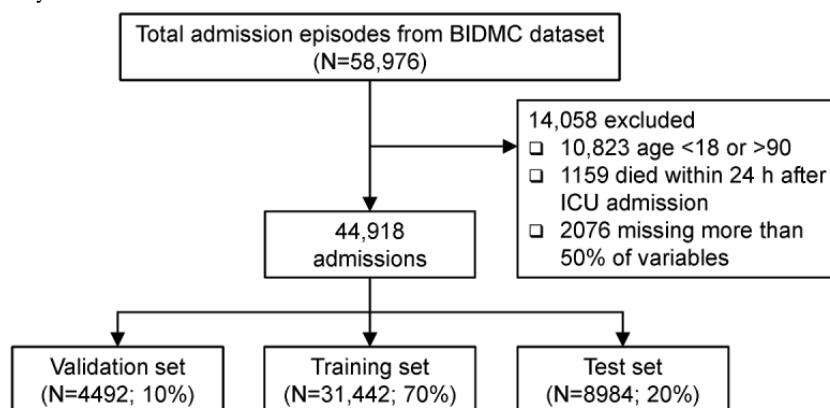 Total admission episodes from BIDMC dataset
(N=58,976)
14,058 excluded
❑ 10,823 age <18 or >90
❑ 1159 died within 24 h after
ICU admission
❑ 2076 missing more than
50% of variables
44,918
admissions
Validation set
(N=4492; 10%)
Training set
(N=31,442; 70%)
Test set
(N=8984; 20%)